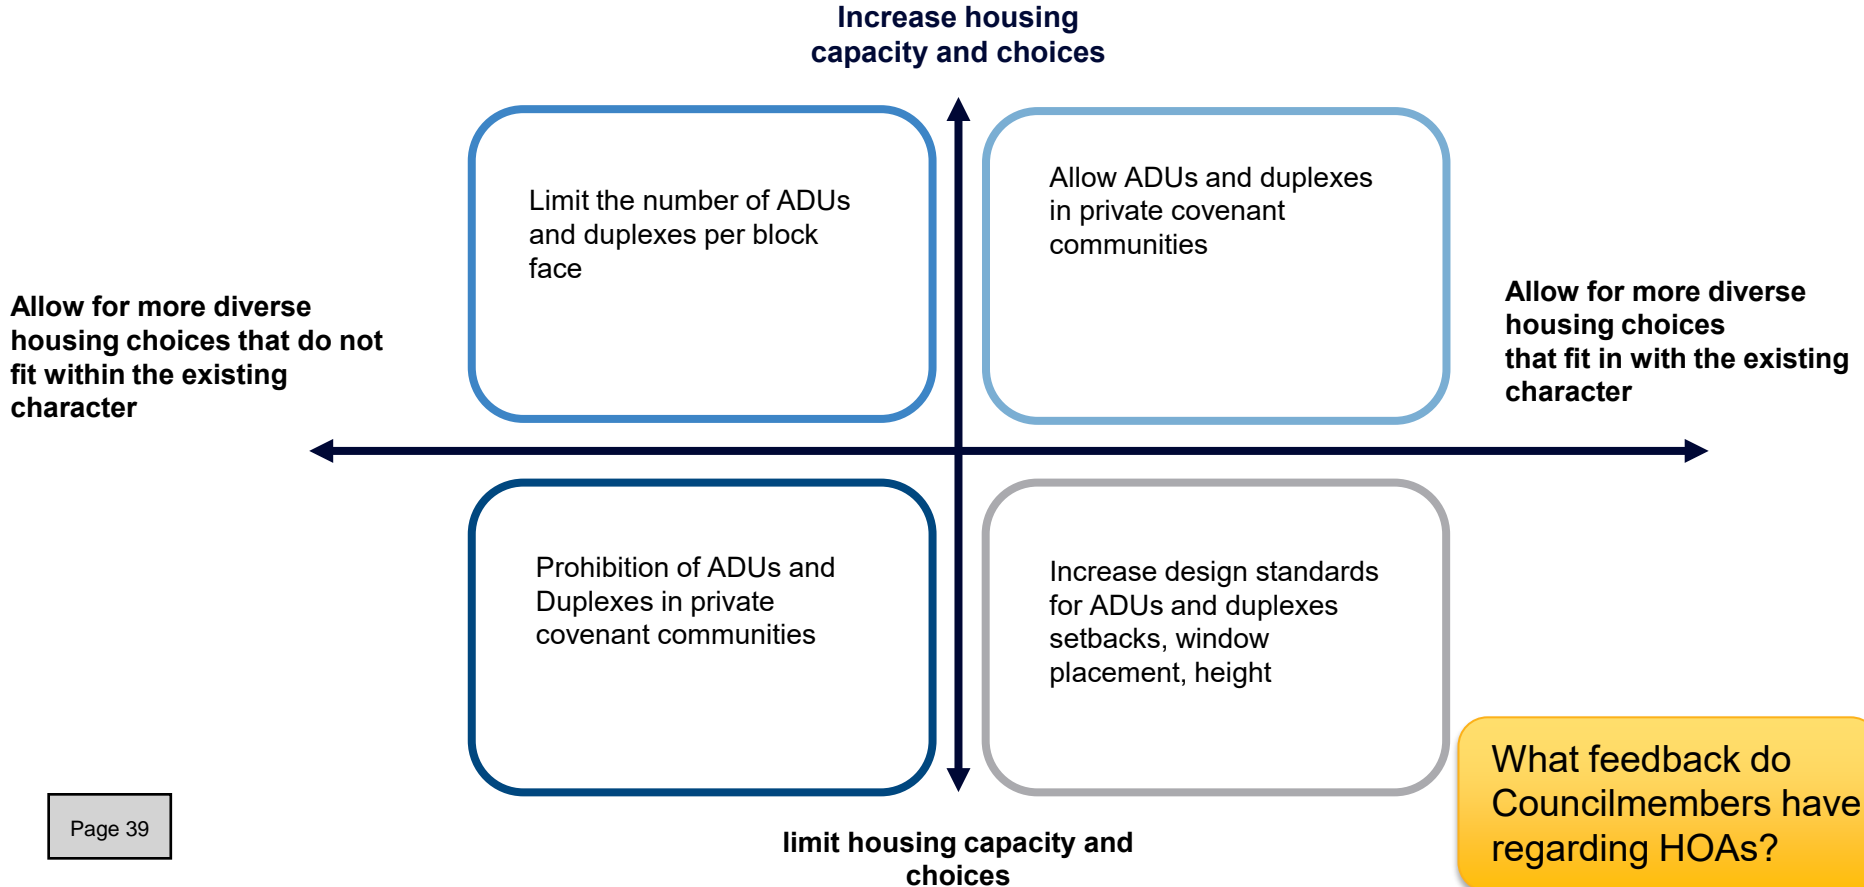 Increase housing
capacity and choices
Limit the number of ADUs
and duplexes per block
face
Allow ADUs and duplexes
in private covenant
communities
Allow for more diverse
housing choices that do not
fit within the existing
character
Allow for more diverse
housing choices
that fit in with the existing
character
Prohibition of ADUs and
Duplexes in private
covenant communities
Increase design standards
for ADUs and duplexes
setbacks, window
placement, height
What feedback do
Councilmembers have
regarding HOAs?
Page 39
limit housing capacity and
choices